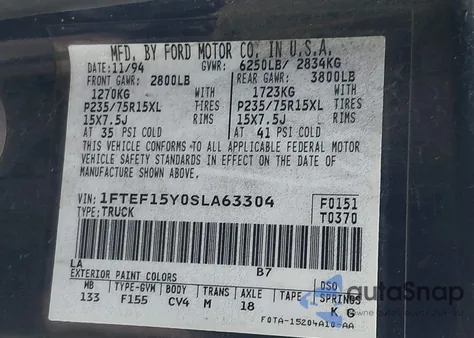 MFD. BY FORD MOTOR CO. IN U.S.A.
DATE: 11/94 GVWR: 6250LB/ 2834KG
FRONT GAWR: 2800LB REAR GAWR: 3800LB
1270KG WITH 1723KG WITH
P235/75R15XL TIRES P235/75R15XL TIRES
15X7.5J RIMS 15X7.5J RIMS
AT 35 PSI COLD AT 41 PSI COLD
THIS VEHICLE CONFORMS TO ALL APPLICABLE FEDERAL MOTOR
VEHICLE SAFETY STANDARDS IN EFFECT ON THE DATE OF
MANUFACTURE SHOWN ABOVE.
VIN: 1FTEF15Y0SLA63304 F0151
TYPE: TRUCK T0370
LA B7
EXTERIOR PAINT COLORS DSO
WB TYPE-GVW BODY TRANS AXLE TAPE SPRINGS
133 F155 CV4 M 18 K G
autoSnap